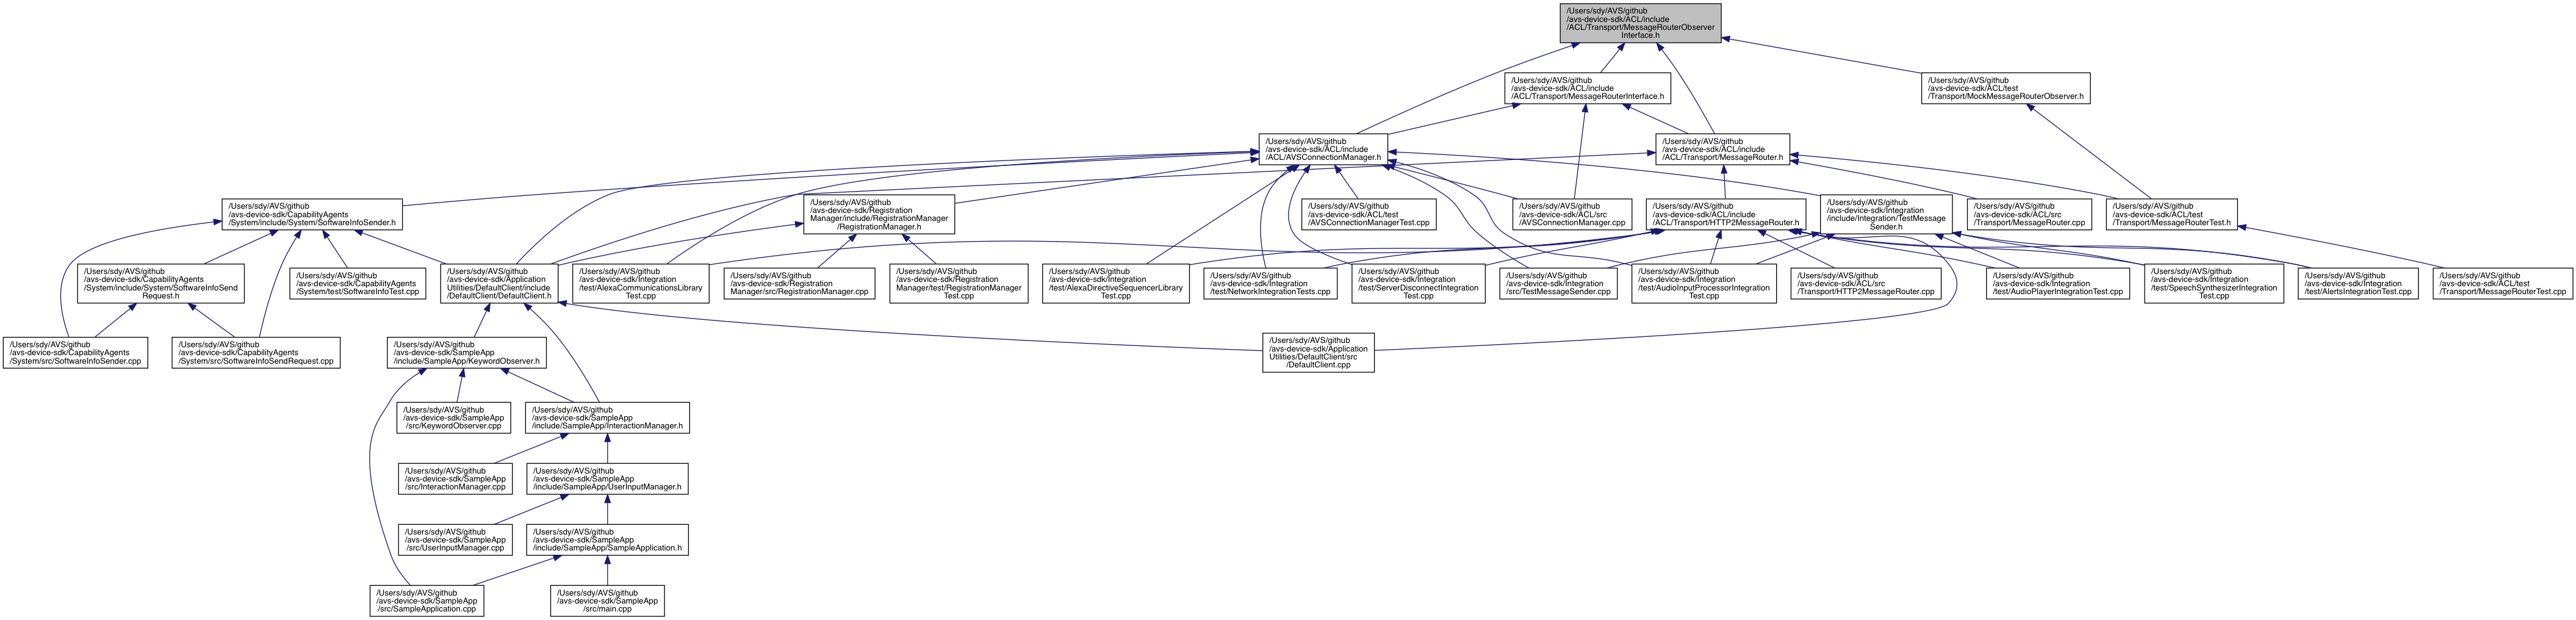 /Users/sdy/AVS/github
/avs-device-sdk/ACL/include
/ACL/Transport/MessageRouterObserver
Interface.h
/Users/sdy/AVS/github
/avs-device-sdk/ACL/include
/ACL/Transport/MessageRouterInterface.h
/Users/sdy/AVS/github
/avs-device-sdk/ACL/test
/Transport/MockMessageRouterObserver.h
/Users/sdy/AVS/github
/avs-device-sdk/ACL/include
/ACL/AVSConnectionManager.h
/Users/sdy/AVS/github
/avs-device-sdk/ACL/include
/ACL/Transport/MessageRouter.h
/Users/sdy/AVS/github
/avs-device-sdk/CapabilityAgents
/System/include/System/SoftwareInfoSender.h
/Users/sdy/AVS/github
/avs-device-sdk/Registration
Manager/include/RegistrationManager
/RegistrationManager.h
/Users/sdy/AVS/github
/avs-device-sdk/ACL/test
/AVSConnectionManagerTest.cpp
/Users/sdy/AVS/github
/avs-device-sdk/ACL/src
/AVSConnectionManager.cpp
/Users/sdy/AVS/github
/avs-device-sdk/ACL/include
/ACL/Transport/HTTP2MessageRouter.h
/Users/sdy/AVS/github
/avs-device-sdk/Integration
/include/Integration/TestMessage
Sender.h
/Users/sdy/AVS/github
/avs-device-sdk/ACL/src
/Transport/MessageRouter.cpp
/Users/sdy/AVS/github
/avs-device-sdk/ACL/test
/Transport/MessageRouterTest.h
/Users/sdy/AVS/github
/avs-device-sdk/CapabilityAgents
/System/include/System/SoftwareInfoSend
Request.h
/Users/sdy/AVS/github
/avs-device-sdk/CapabilityAgents
/System/test/SoftwareInfoTest.cpp
/Users/sdy/AVS/github
/avs-device-sdk/Application
Utilities/DefaultClient/include
/DefaultClient/DefaultClient.h
/Users/sdy/AVS/github
/avs-device-sdk/Integration
/test/AlexaCommunicationsLibrary
Test.cpp
/Users/sdy/AVS/github
/avs-device-sdk/Registration
Manager/src/RegistrationManager.cpp
/Users/sdy/AVS/github
/avs-device-sdk/Registration
Manager/test/RegistrationManager
Test.cpp
/Users/sdy/AVS/github
/avs-device-sdk/Integration
/test/AlexaDirectiveSequencerLibrary
Test.cpp
/Users/sdy/AVS/github
/avs-device-sdk/Integration
/test/NetworkIntegrationTests.cpp
/Users/sdy/AVS/github
/avs-device-sdk/Integration
/test/ServerDisconnectIntegration
Test.cpp
/Users/sdy/AVS/github
/avs-device-sdk/Integration
/src/TestMessageSender.cpp
/Users/sdy/AVS/github
/avs-device-sdk/Integration
/test/AudioInputProcessorIntegration
Test.cpp
/Users/sdy/AVS/github
/avs-device-sdk/ACL/src
/Transport/HTTP2MessageRouter.cpp
/Users/sdy/AVS/github
/avs-device-sdk/Integration
/test/AudioPlayerIntegrationTest.cpp
/Users/sdy/AVS/github
/avs-device-sdk/Integration
/test/SpeechSynthesizerIntegration
Test.cpp
/Users/sdy/AVS/github
/avs-device-sdk/Integration
/test/AlertsIntegrationTest.cpp
/Users/sdy/AVS/github
/avs-device-sdk/ACL/test
/Transport/MessageRouterTest.cpp
/Users/sdy/AVS/github
/avs-device-sdk/CapabilityAgents
/System/src/SoftwareInfoSender.cpp
/Users/sdy/AVS/github
/avs-device-sdk/CapabilityAgents
/System/src/SoftwareInfoSendRequest.cpp
/Users/sdy/AVS/github
/avs-device-sdk/SampleApp
/include/SampleApp/KeywordObserver.h
/Users/sdy/AVS/github
/avs-device-sdk/Application
Utilities/DefaultClient/src
/DefaultClient.cpp
/Users/sdy/AVS/github
/avs-device-sdk/SampleApp
/src/KeywordObserver.cpp
/Users/sdy/AVS/github
/avs-device-sdk/SampleApp
/include/SampleApp/InteractionManager.h
/Users/sdy/AVS/github
/avs-device-sdk/SampleApp
/src/InteractionManager.cpp
/Users/sdy/AVS/github
/avs-device-sdk/SampleApp
/include/SampleApp/UserInputManager.h
/Users/sdy/AVS/github
/avs-device-sdk/SampleApp
/src/UserInputManager.cpp
/Users/sdy/AVS/github
/avs-device-sdk/SampleApp
/include/SampleApp/SampleApplication.h
/Users/sdy/AVS/github
/avs-device-sdk/SampleApp
/src/SampleApplication.cpp
/Users/sdy/AVS/github
/avs-device-sdk/SampleApp
/src/main.cpp